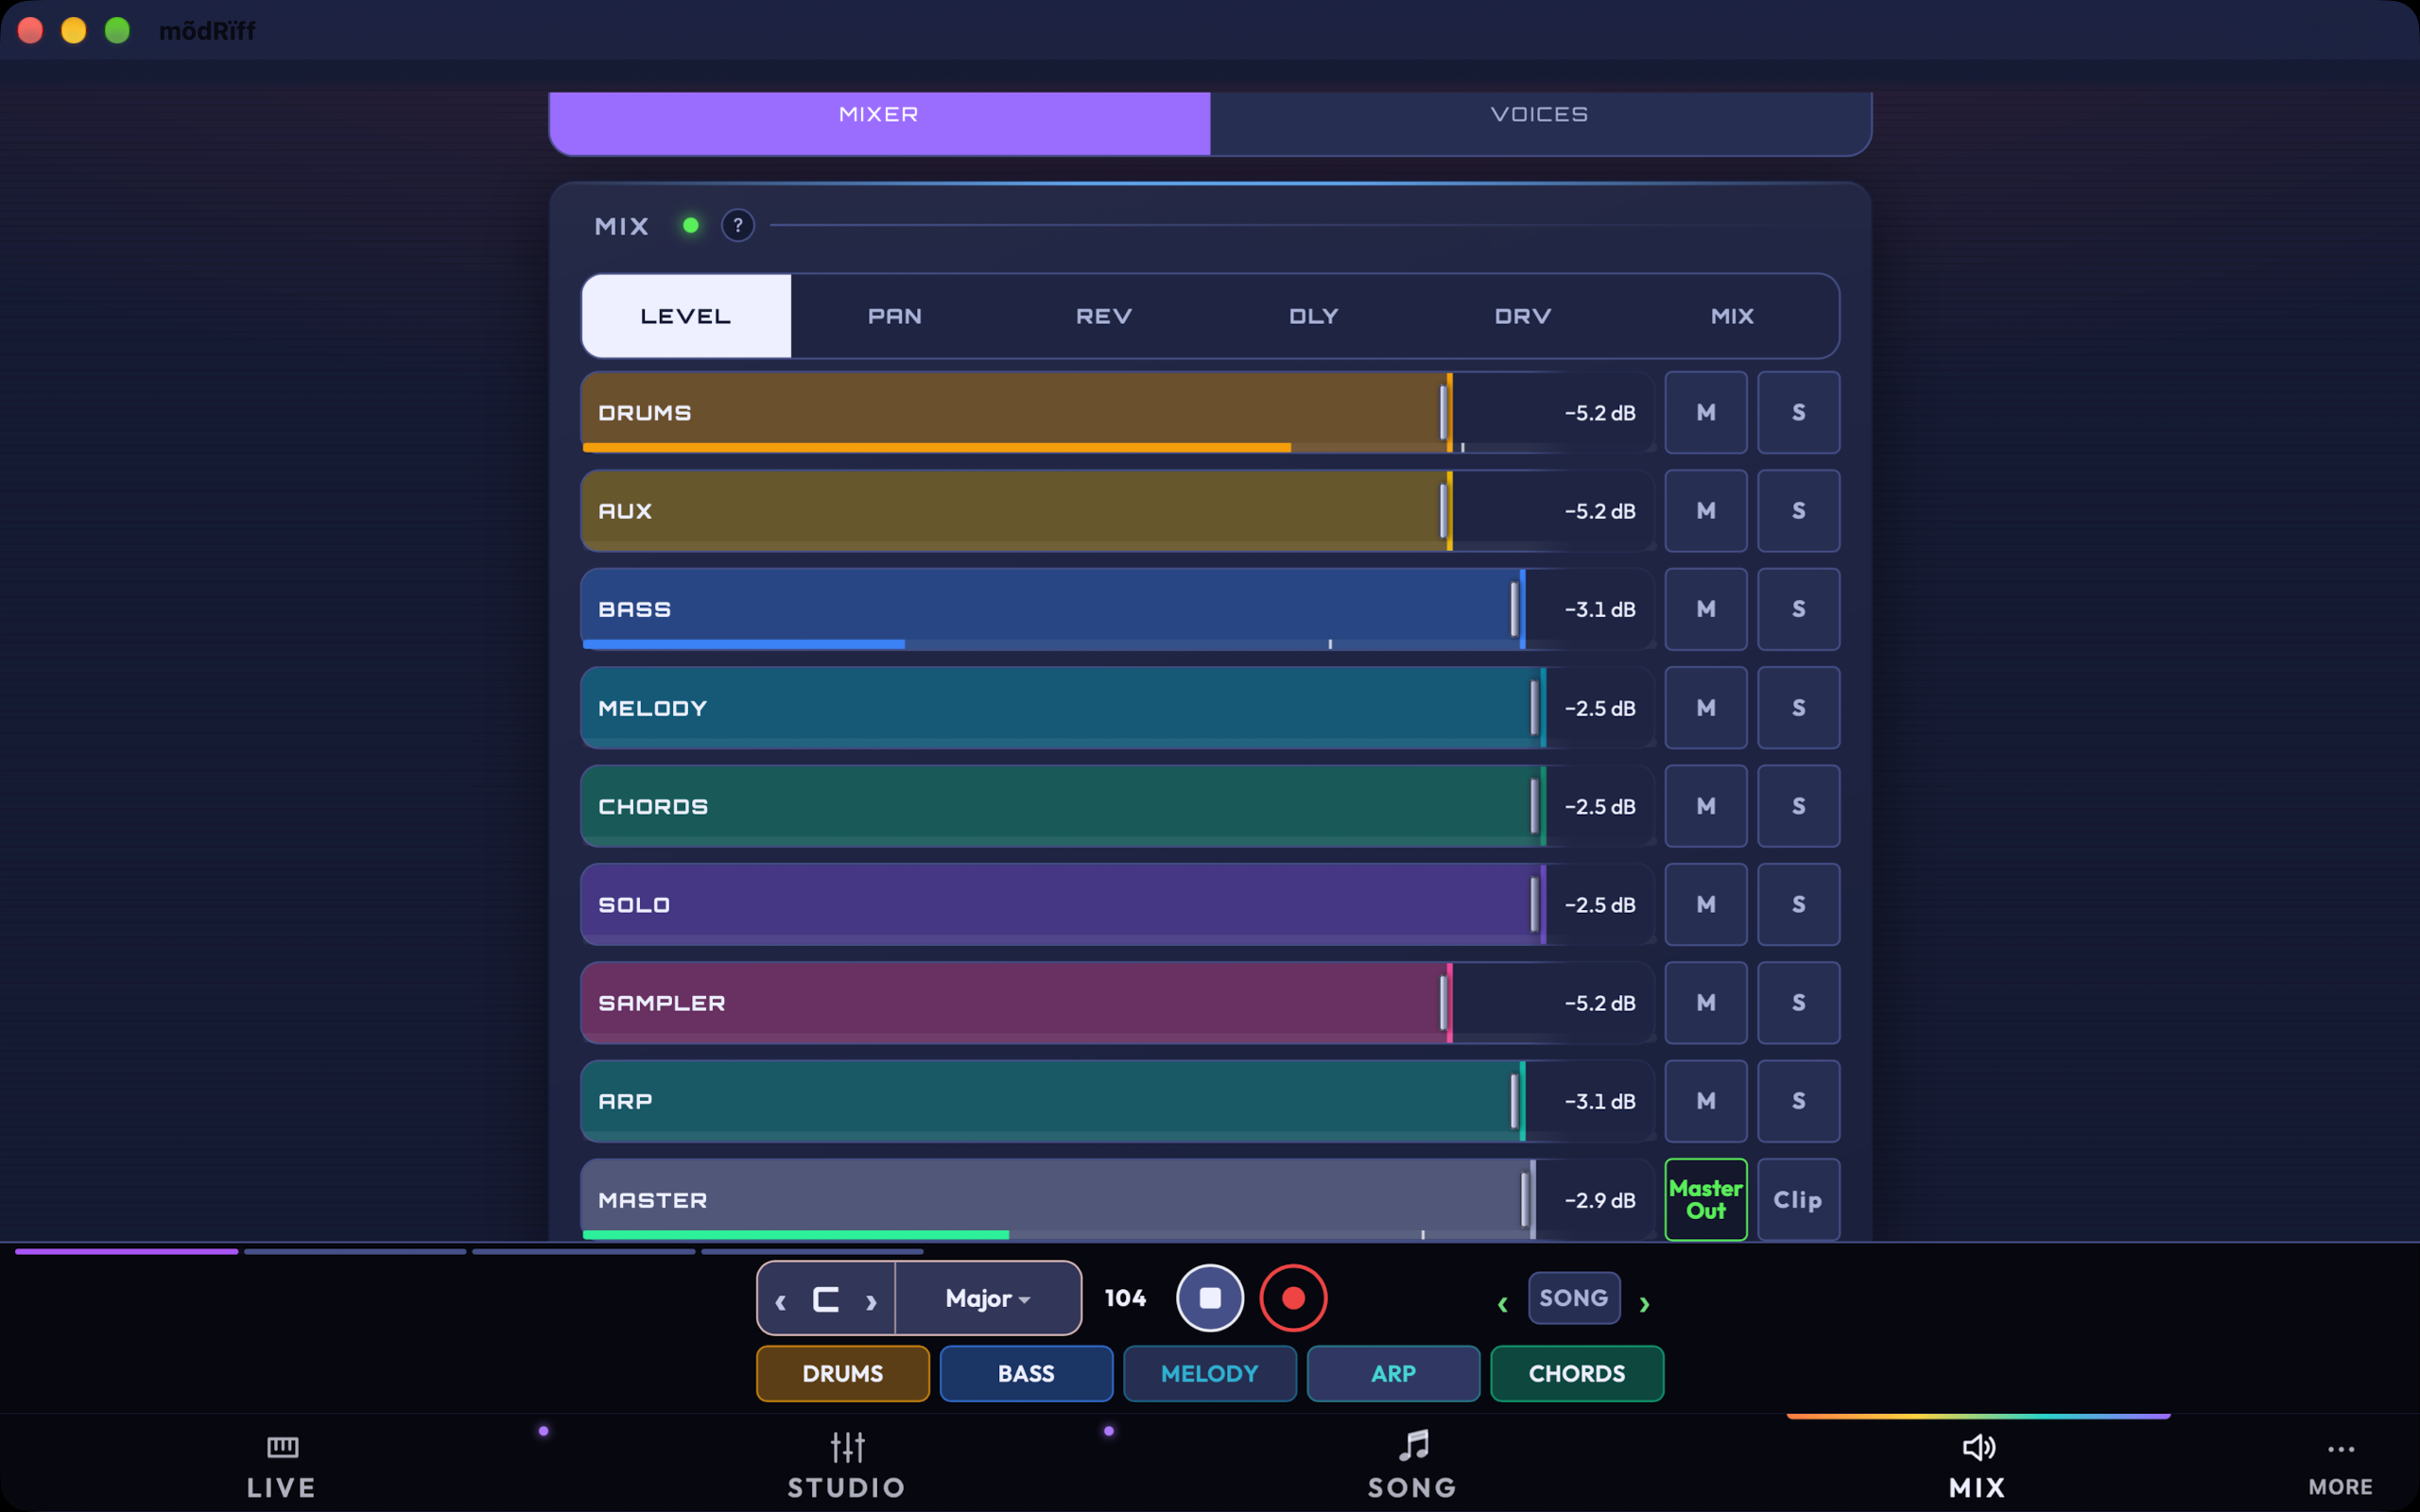 mõdRïff
MIXER VOICES
MIX ?
LEVEL PAN REV DLY DRV MIX
DRUMS -5.2 dB M S
AUX -5.2 dB M S
BASS -3.1 dB M S
MELODY -2.5 dB M S
CHORDS -2.5 dB M S
SOLO -2.5 dB M S
SAMPLER -5.2 dB M S
ARP -3.1 dB M S
MASTER -2.9 dB Master Out Clip
‹ C › Major 104 ‹ SONG ›
DRUMS BASS MELODY ARP CHORDS
LIVE STUDIO SONG MIX MORE